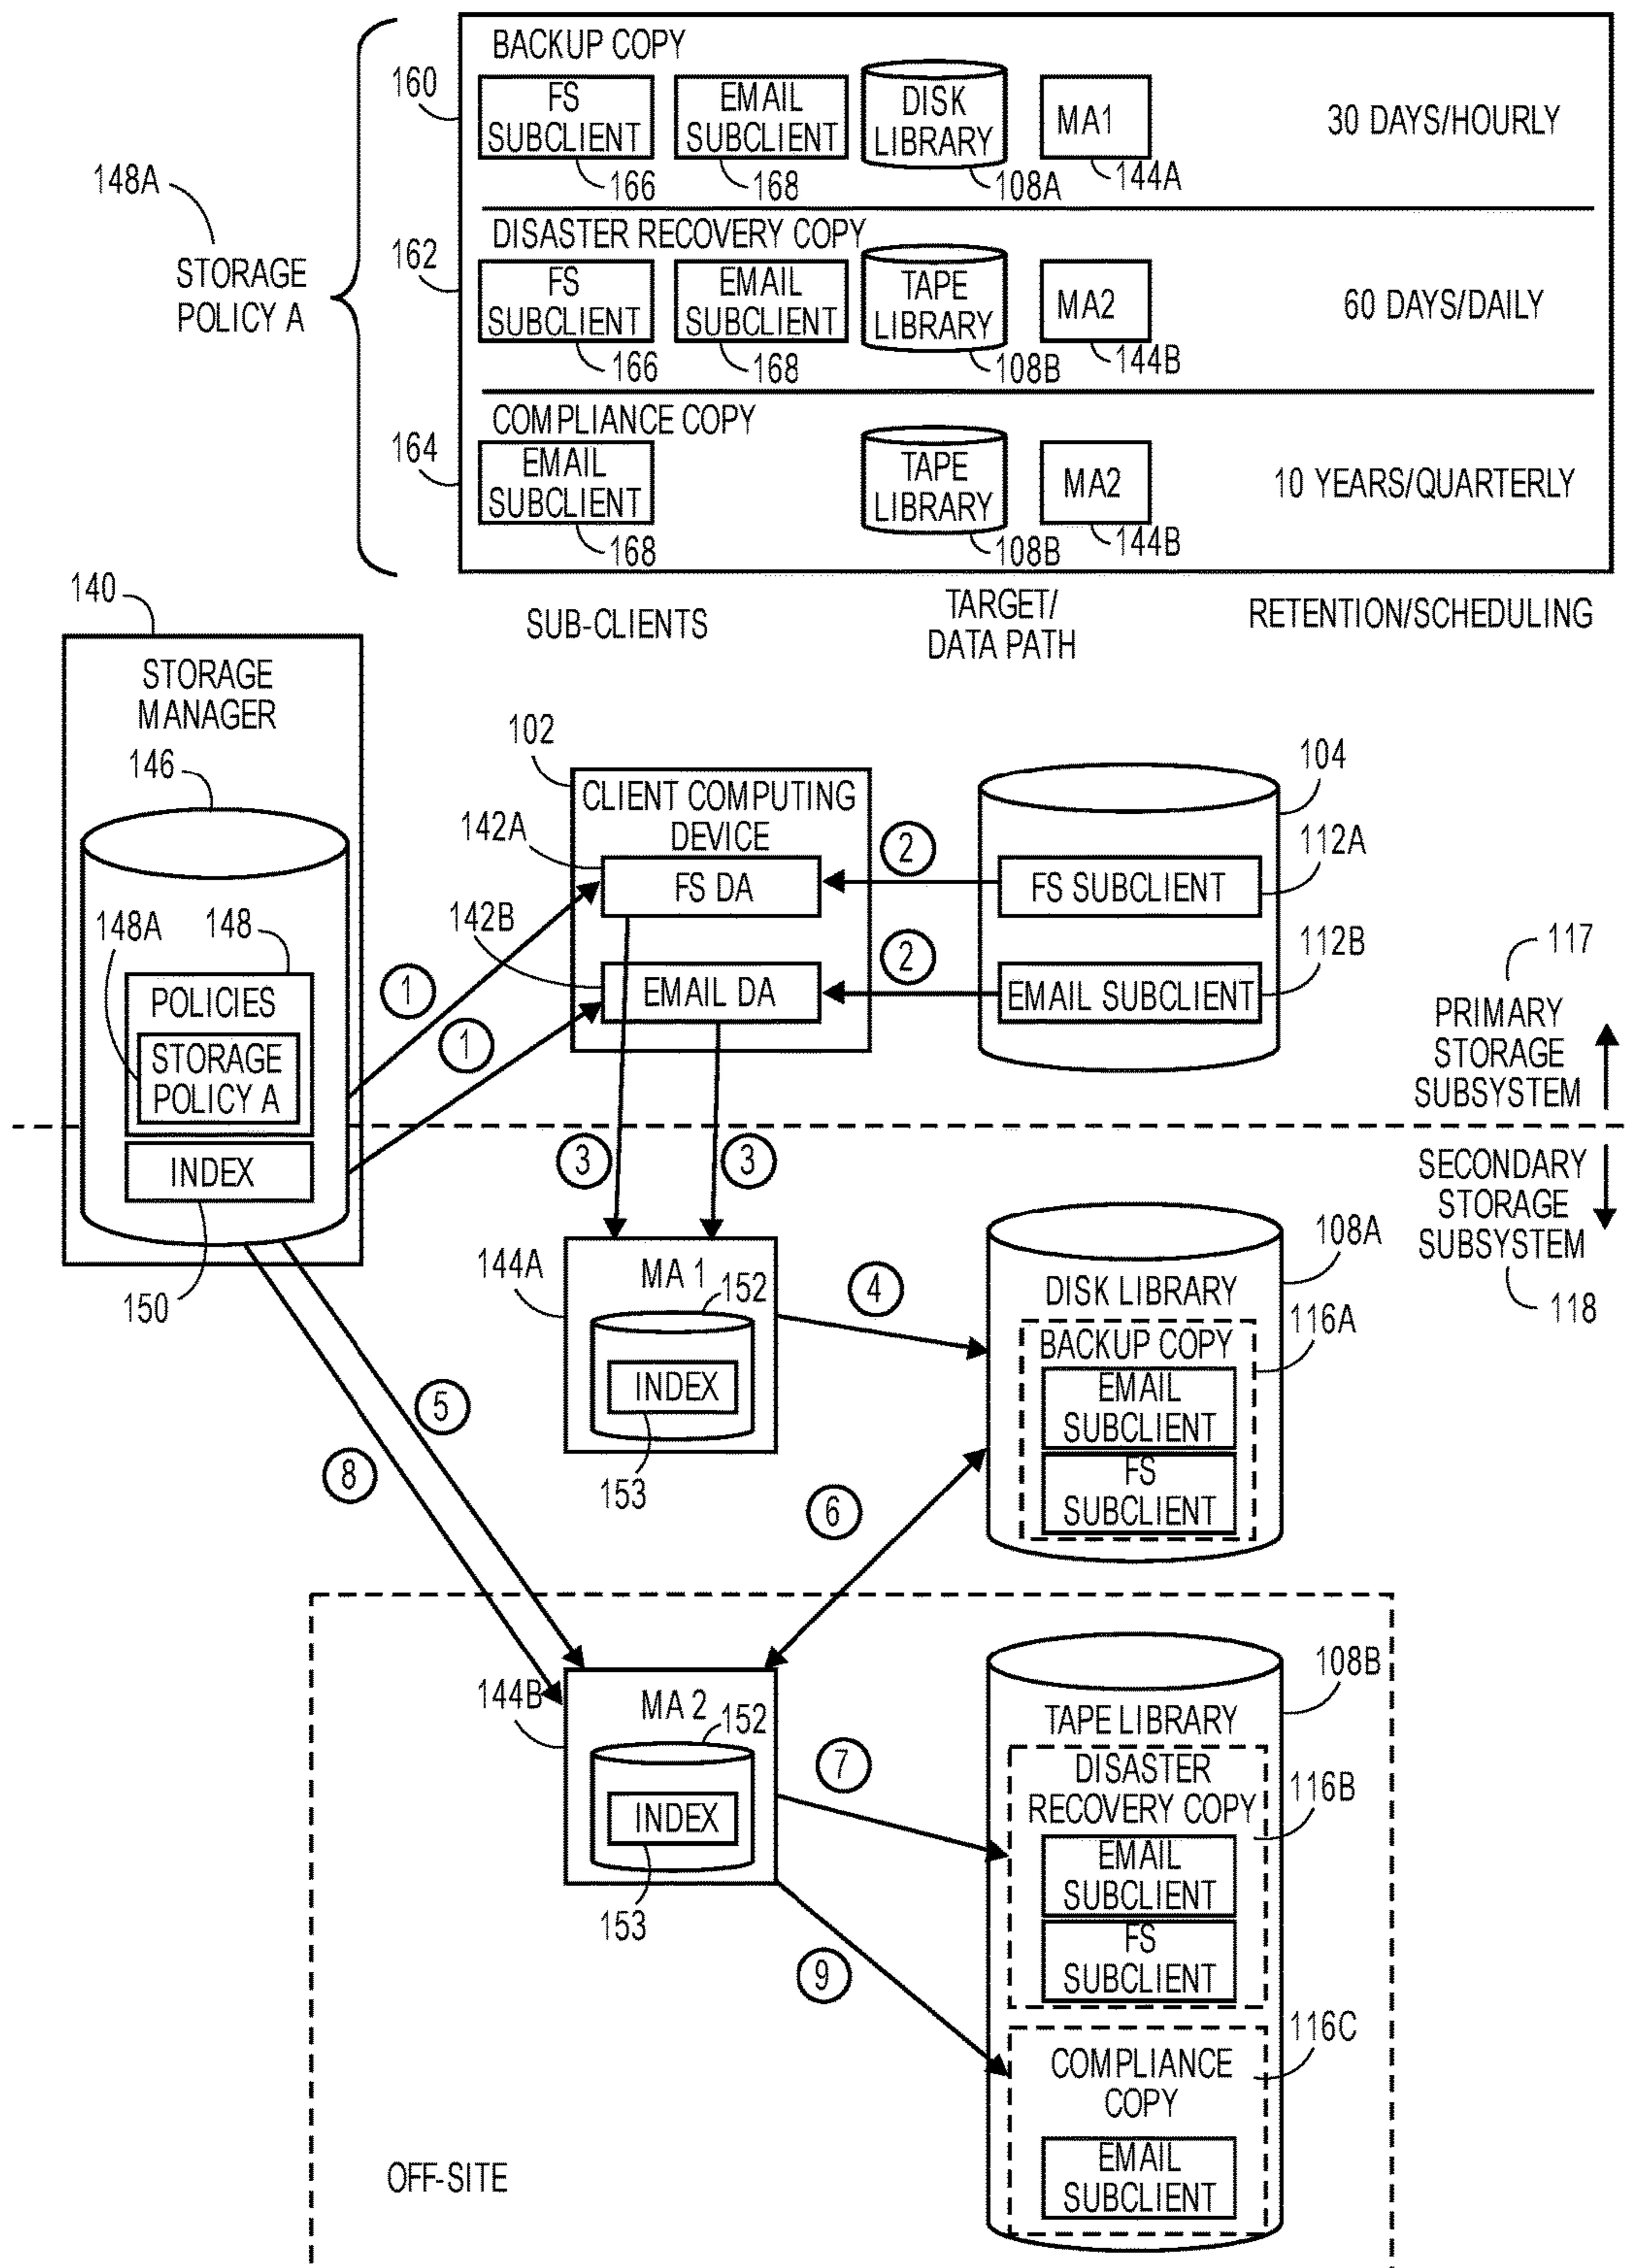 BACKUP COPY
160
FS
SUBCLIENT
166
EMAIL
SUBCLIENT
168
DISK
LIBRARY
108A
MA1
144A
30 DAYS/HOURLY
148A
STORAGE
POLICY A
DISASTER RECOVERY COPY
162
FS
SUBCLIENT
166
EMAIL
SUBCLIENT
168
TAPE
LIBRARY
108B
MA2
144B
60 DAYS/DAILY
COMPLIANCE COPY
164
EMAIL
SUBCLIENT
168
TAPE
LIBRARY
108B
MA2
144B
10 YEARS/QUARTERLY
SUB-CLIENTS
TARGET/
DATA PATH
RETENTION/SCHEDULING
140
STORAGE
MANAGER
146
148A
148
POLICIES
STORAGE
POLICY A
INDEX
150
102
CLIENT COMPUTING
DEVICE
142A
FS DA
142B
EMAIL DA
1
1
2
2
104
FS SUBCLIENT
112A
EMAIL SUBCLIENT
112B
117
PRIMARY
STORAGE
SUBSYSTEM
SECONDARY
STORAGE
SUBSYSTEM
118
3
3
144A
MA 1
152
INDEX
153
4
108A
DISK LIBRARY
BACKUP COPY
116A
EMAIL
SUBCLIENT
FS
SUBCLIENT
5
8
6
144B
MA 2
152
INDEX
153
7
9
108B
TAPE LIBRARY
DISASTER
RECOVERY COPY
116B
EMAIL
SUBCLIENT
FS
SUBCLIENT
116C
COMPLIANCE
COPY
EMAIL
SUBCLIENT
OFF-SITE